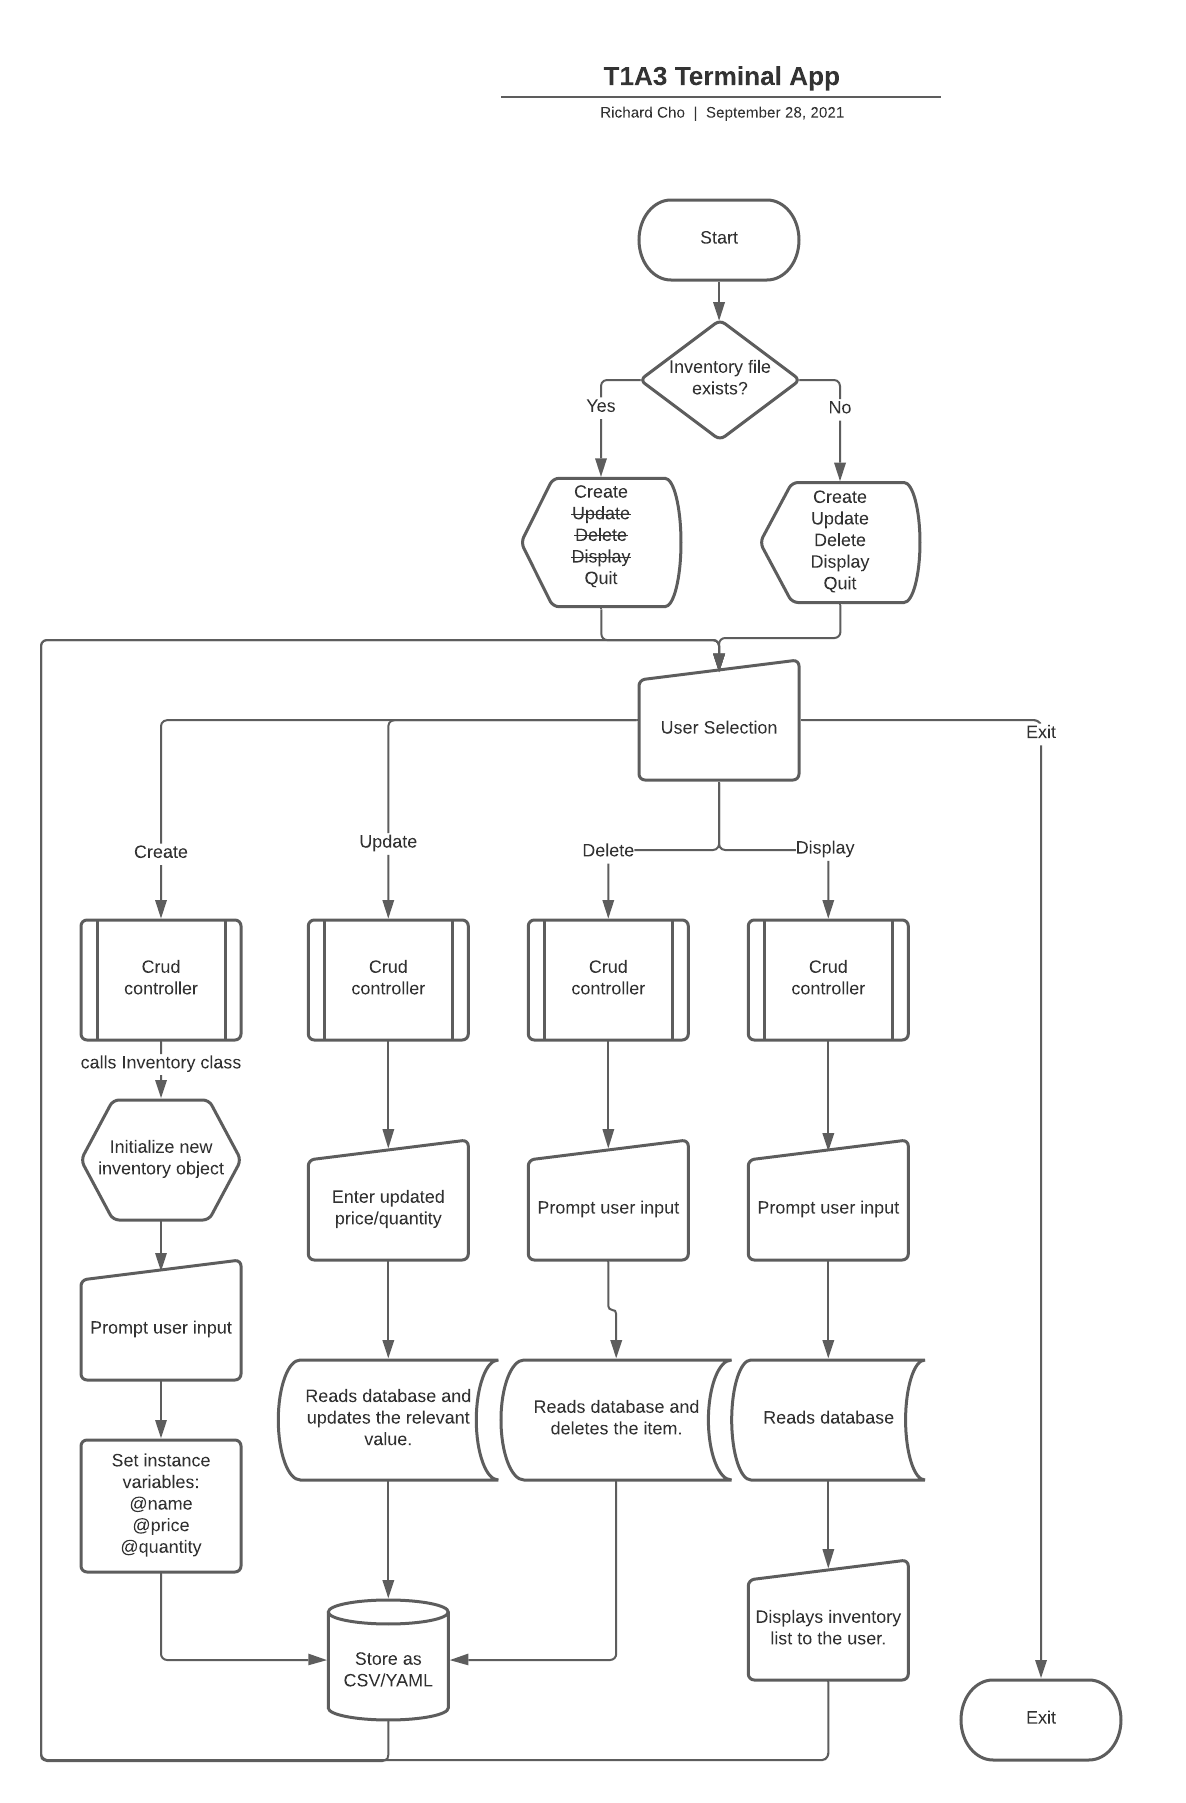 T1A3 Terminal App
Richard Cho | September 28, 2021
Start
Inventory file
exists?
Yes
No
Create
Update
Delete
Display
Quit
Create
Update
Delete
Display
Quit
User Selection
Exit
Create
Update
Delete
Display
Crud
controller
Crud
controller
Crud
controller
Crud
controller
calls Inventory class
Initialize new
inventory object
Enter updated
price/quantity
Prompt user input
Prompt user input
Prompt user input
Reads database and
updates the relevant
value.
Reads database and
deletes the item.
Reads database
Set instance
variables:
@name
@price
@quantity
Displays inventory
list to the user.
Store as
CSV/YAML
Exit